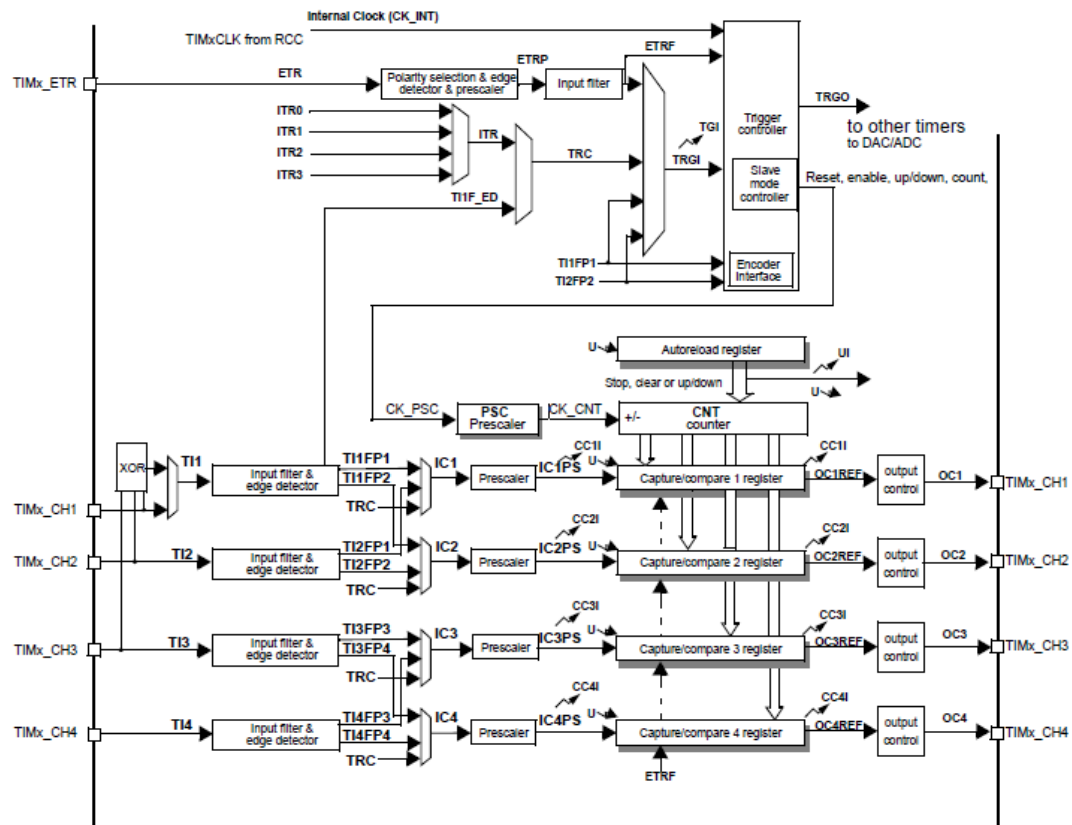 Internal Clock (CK_INT)
TIMxCLK from RCC
ETRF
TIMx_ETR
ETR
Polarity selection & edge
detector & prescaler
ETRP
Input filter
ITR0
ITR1
ITR2
ITR3
ITR
TI1F_ED
TRC
TGI
TRGI
Trigger
controller
TRGO
to other timers
to DAC/ADC
Slave
mode
controller
Reset, enable, up/down, count,
TI1FP1
TI2FP2
Encoder
Interface
U
Autoreload register
UI
Stop, clear or up/down
U
CK_PSC
PSC
Prescaler
CK_CNT
+/-
CNT
counter
XOR
TI1
Input filter &
edge detector
TI1FP1
TI1FP2
TRC
IC1
Prescaler
IC1PS
CC1I
U
Capture/compare 1 register
CC1I
OC1REF
output
control
OC1
TIMx_CH1
TIMx_CH1
TIMx_CH2
TI2
Input filter &
edge detector
TI2FP1
TI2FP2
TRC
IC2
Prescaler
CC2I
IC2PS
U
Capture/compare 2 register
CC2I
OC2REF
output
control
OC2
TIMx_CH2
TIMx_CH3
TI3
Input filter &
edge detector
TI3FP3
TI3FP4
TRC
IC3
Prescaler
CC3I
IC3PS
U
Capture/compare 3 register
CC3I
OC3REF
output
control
OC3
TIMx_CH3
TIMx_CH4
TI4
Input filter &
edge detector
TI4FP3
TI4FP4
TRC
IC4
Prescaler
CC4I
IC4PS
U
Capture/compare 4 register
CC4I
OC4REF
output
control
OC4
TIMx_CH4
ETRF